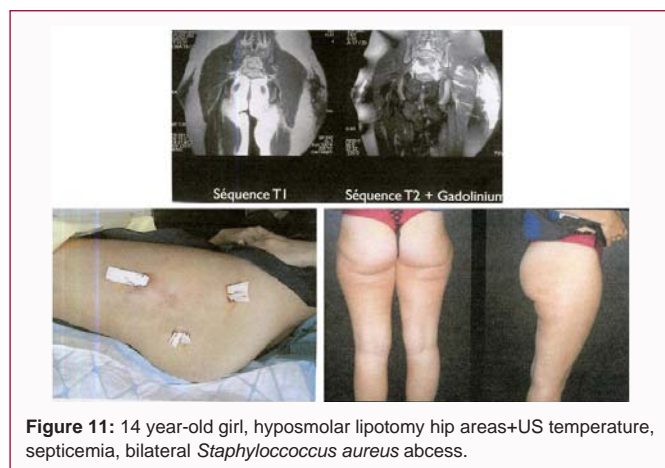 Séquence T1
Séquence T2 + Gadolinium
Figure 11: 14 year-old girl, hyposmolar lipotomy hip areas+US temperature,
septicemia, bilateral Staphyloccoccus aureus abcess.